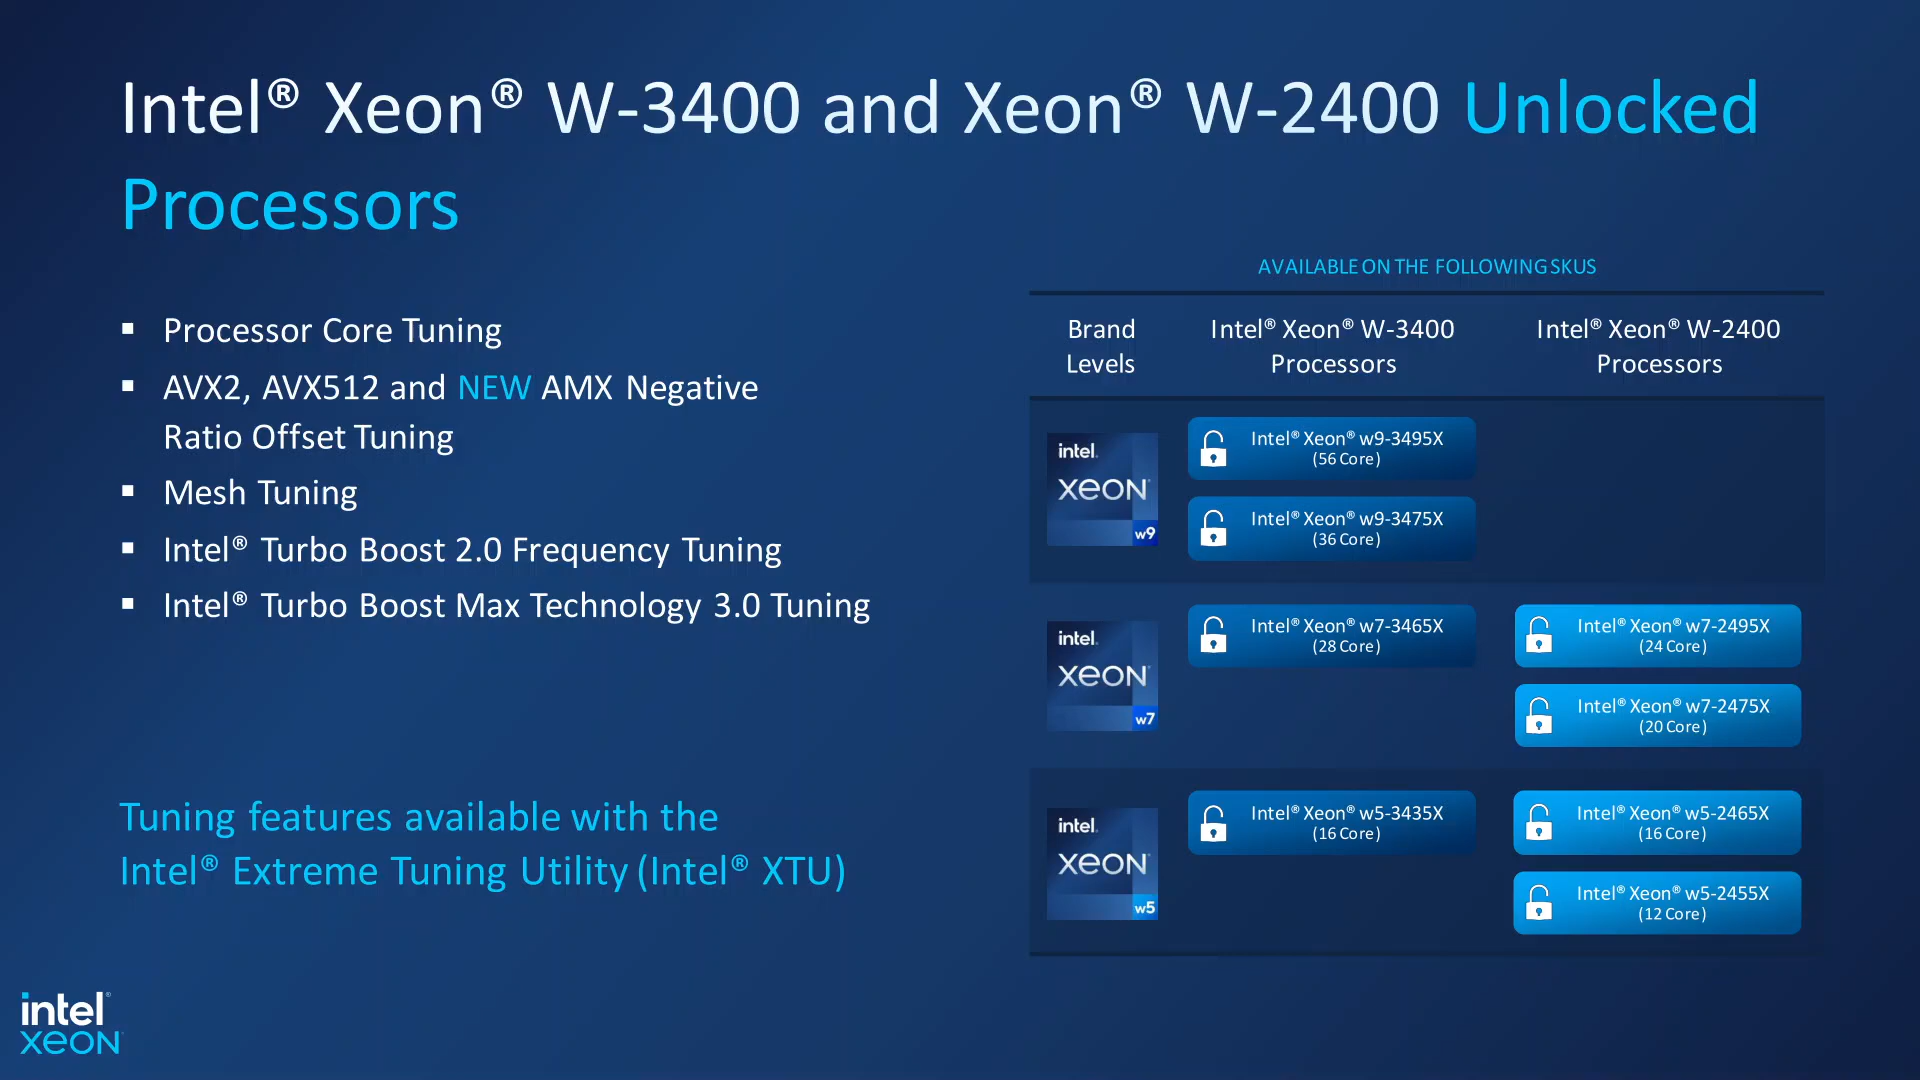 Intel® Xeon® W-3400 and Xeon® W-2400 Unlocked
Processors
▪ Processor Core Tuning
▪ AVX2, AVX512 and NEW AMX Negative
Ratio Offset Tuning
▪ Mesh Tuning
▪ Intel® Turbo Boost 2.0 Frequency Tuning
▪ Intel® Turbo Boost Max Technology 3.0 Tuning
Tuning features available with the
Intel® Extreme Tuning Utility (Intel® XTU)
AVAILABLE ON THE FOLLOWING SKUS
Brand
Levels
Intel® Xeon® W-3400
Processors
Intel® Xeon® W-2400
Processors
intel.
xeon
w9
Intel® Xeon® w9-3495X
(56 Core)
Intel® Xeon® w9-3475X
(36 Core)
intel.
xeon
w7
Intel® Xeon® w7-3465X
(28 Core)
Intel® Xeon® w7-2495X
(24 Core)
Intel® Xeon® w7-2475X
(20 Core)
intel.
xeon
w5
Intel® Xeon® w5-3435X
(16 Core)
Intel® Xeon® w5-2465X
(16 Core)
Intel® Xeon® w5-2455X
(12 Core)
intel®
xeon